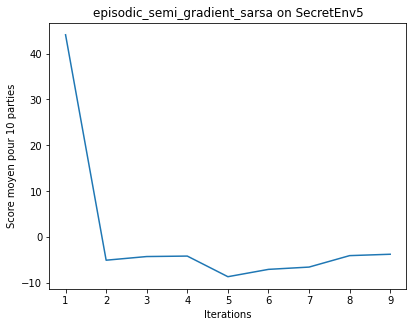 episodic_semi_gradient_sarsa on SecretEnv5
Score moyen pour 10 parties
40
30
20
10
0
−10
1 2 3 4 5 6 7 8 9
Iterations